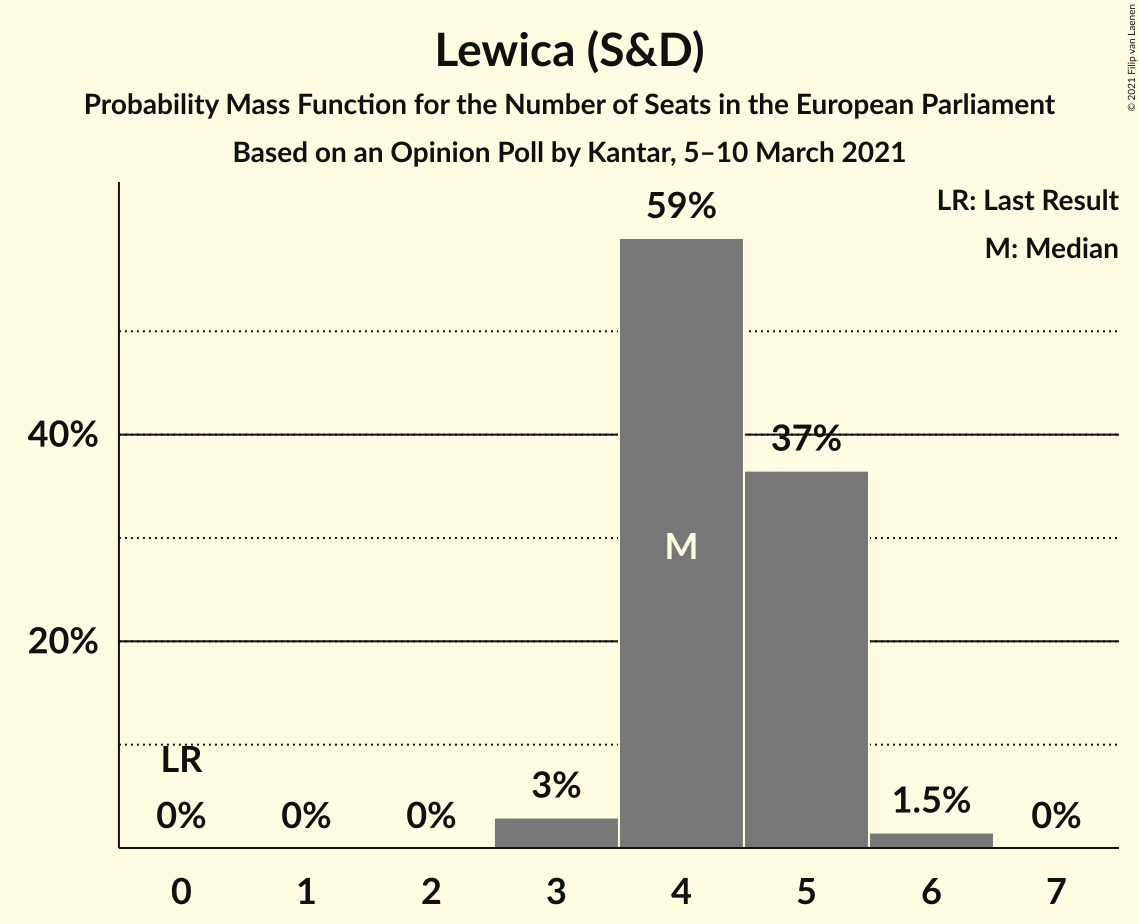 Lewica (S&D)
Probability Mass Function for the Number of Seats in the European Parliament
Based on an Opinion Poll by Kantar, 5–10 March 2021
© 2021 Filip van Laenen
LR: Last Result
M: Median
59%
40%
37%
M
20%
LR
0%
0%
0%
3%
1.5%
0%
0
1
2
3
4
5
6
7